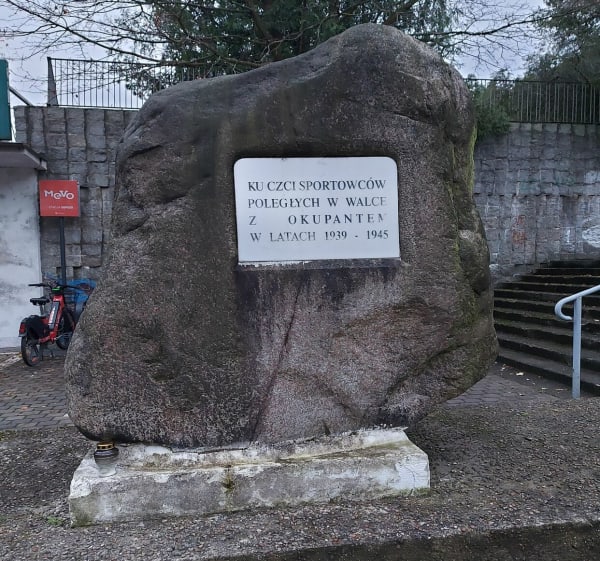 MEVO
KU CZCI SPORTOWCÓW
POLEGŁYCH W WALCE
Z OKUPANTEM
W LATACH 1939 - 1945